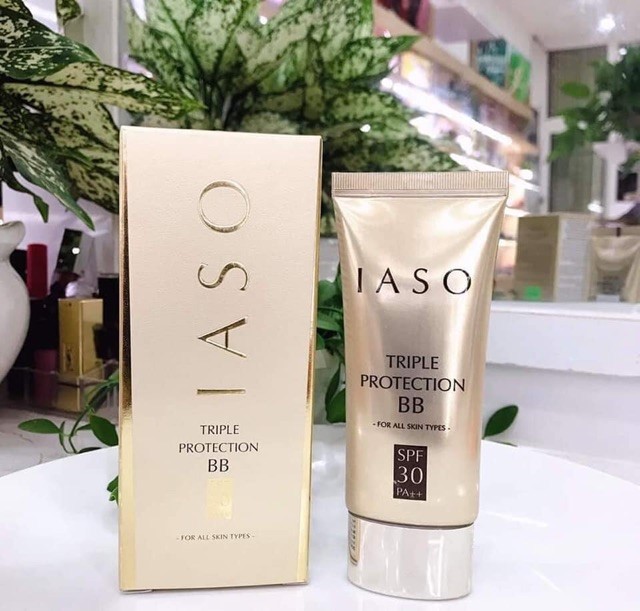 IASO
TRIPLE
PROTECTION
BB
- FOR ALL SKIN TYPES -
IASO
TRIPLE
PROTECTION
BB
- FOR ALL SKIN TYPES -
SPF
30
PA++